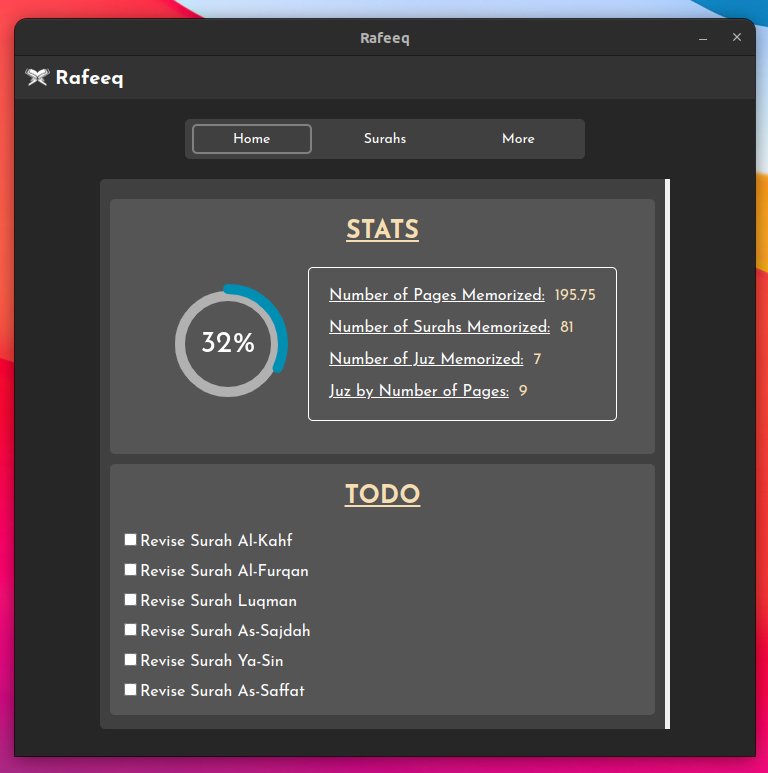 Rafeeq
Rafeeq
Home Surahs More
STATS
32%
Number of Pages Memorized: 195.75
Number of Surahs Memorized: 81
Number of Juz Memorized: 7
Juz by Number of Pages: 9
TODO
Revise Surah Al-Kahf
Revise Surah Al-Furqan
Revise Surah Luqman
Revise Surah As-Sajdah
Revise Surah Ya-Sin
Revise Surah As-Saffat